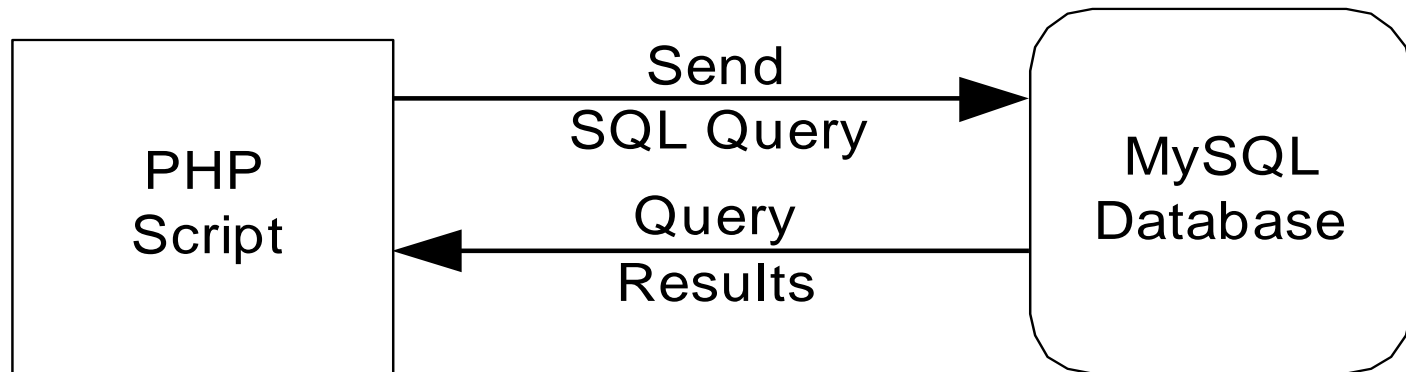 PHP
Script
Send
SQL Query
Query
Results
MySQL
Database